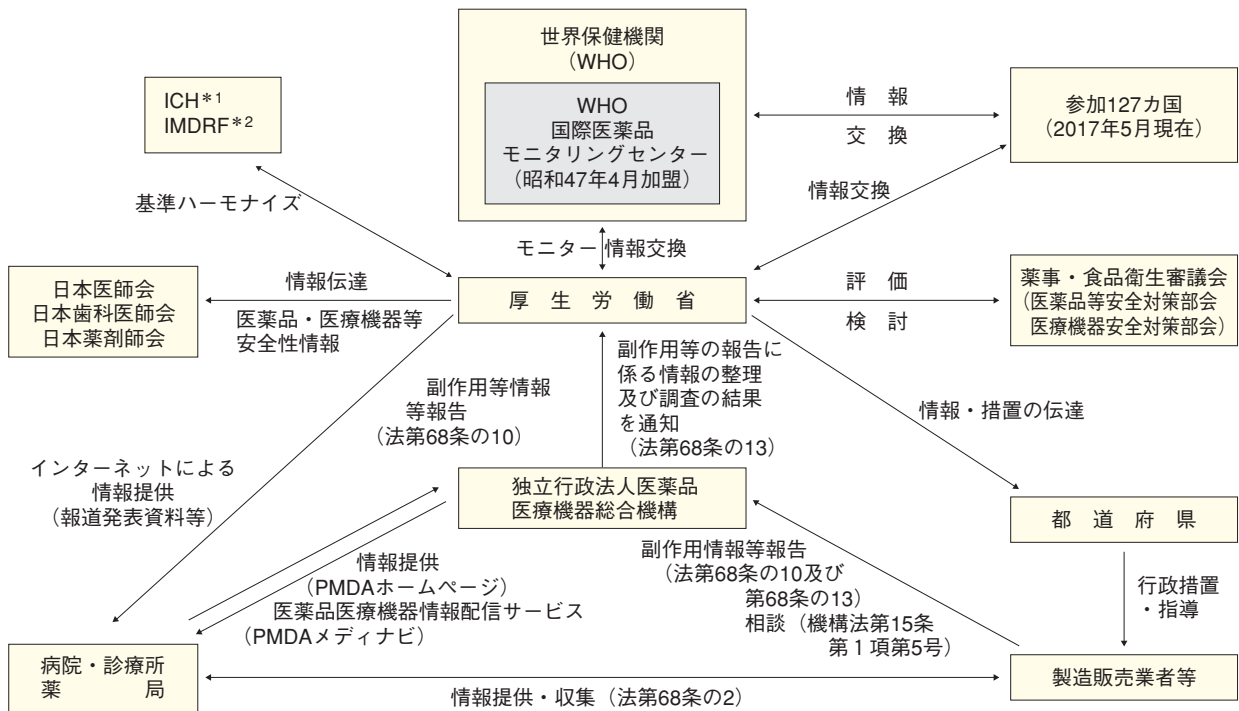 世界保健機関
（WHO）
WHO
国際医薬品
モニタリングセンター
（昭和47年4月加盟）
ICH*1
IMDRF*2
情　報
交　換
参加127カ国
（2017年5月現在）
基準ハーモナイズ
情報交換
モニター 情報交換
日本医師会
日本歯科医師会
日本薬剤師会
情報伝達
医薬品・医療機器等
安全性情報
厚　生　労　働　省
評　価
検　討
薬事・食品衛生審議会
（医薬品等安全対策部会
医療機器安全対策部会）
副作用等情報
等報告
（法第68条の10）
副作用等の報告に
係る情報の整理
及び調査の結果
を通知
（法第68条の13）
情報・措置の伝達
インターネットによる
情報提供
（報道発表資料等）
独立行政法人医薬品
医療機器総合機構
都　道　府　県
情報提供
（PMDAホームページ）
医薬品医療機器情報配信サービス
（PMDAメディナビ）
副作用情報等報告
（法第68条の10及び
第68条の13）
相談（機構法第15条
第１項第5号）
行政措置
・指導
病院・診療所
薬　　　局
情報提供・収集（法第68条の2）
製造販売業者等